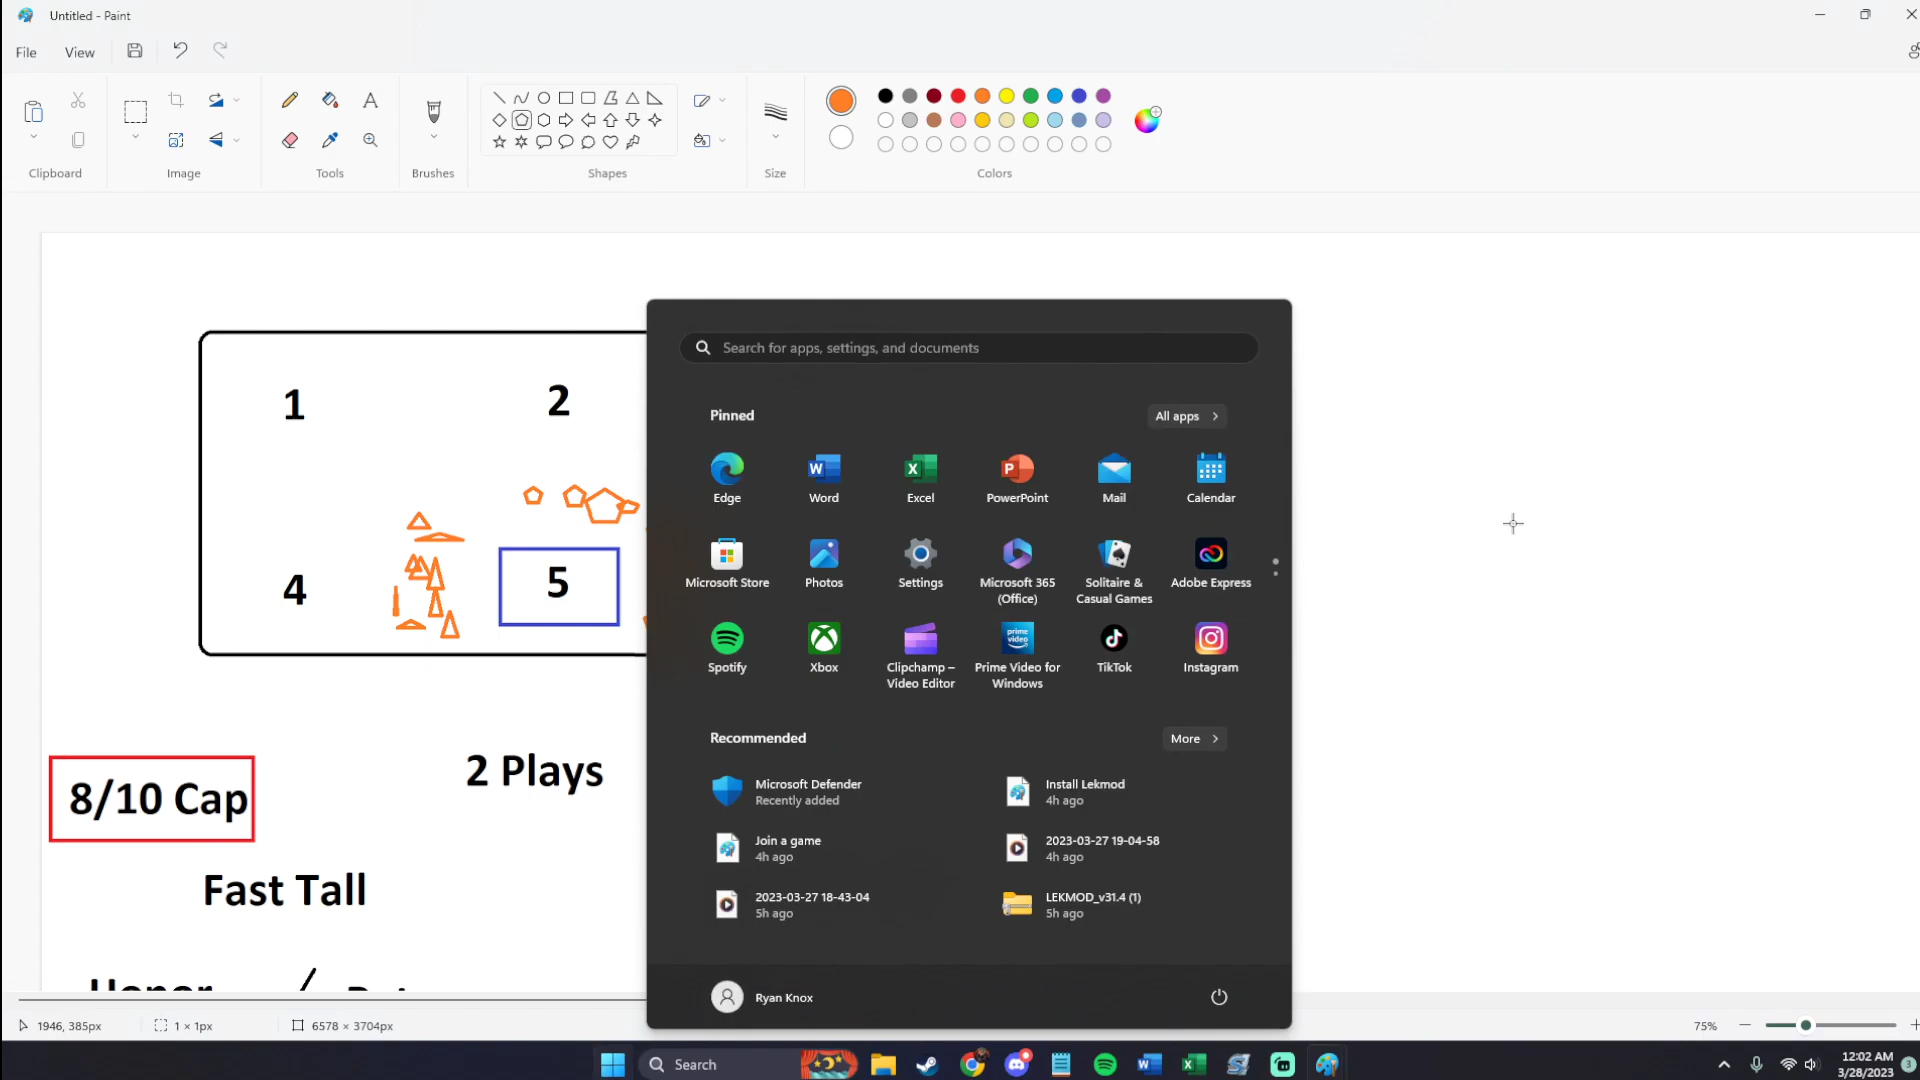 Untitled - Paint
File View
Clipboard
Image
Tools
Brushes
Shapes
Size
Colors
1 2
4 5
8/10 Cap
2 Plays
Fast Tall
Honor /
Search for apps, settings, and documents
Pinned
All apps
Edge
Word
Excel
PowerPoint
Mail
Calendar
Microsoft Store
Photos
Settings
Microsoft 365
(Office)
Solitaire &
Casual Games
Adobe Express
Spotify
Xbox
Clipchamp –
Video Editor
Prime Video for
Windows
TikTok
Instagram
Recommended
More
Microsoft Defender
Recently added
Install Lekmod
4h ago
Join a game
4h ago
2023-03-27 19-04-58
4h ago
2023-03-27 18-43-04
5h ago
LEKMOD_v31.4 (1)
5h ago
Ryan Knox
1946, 385px
1 × 1px
6578 × 3704px
75%
Search
12:02 AM
3/28/2023
3